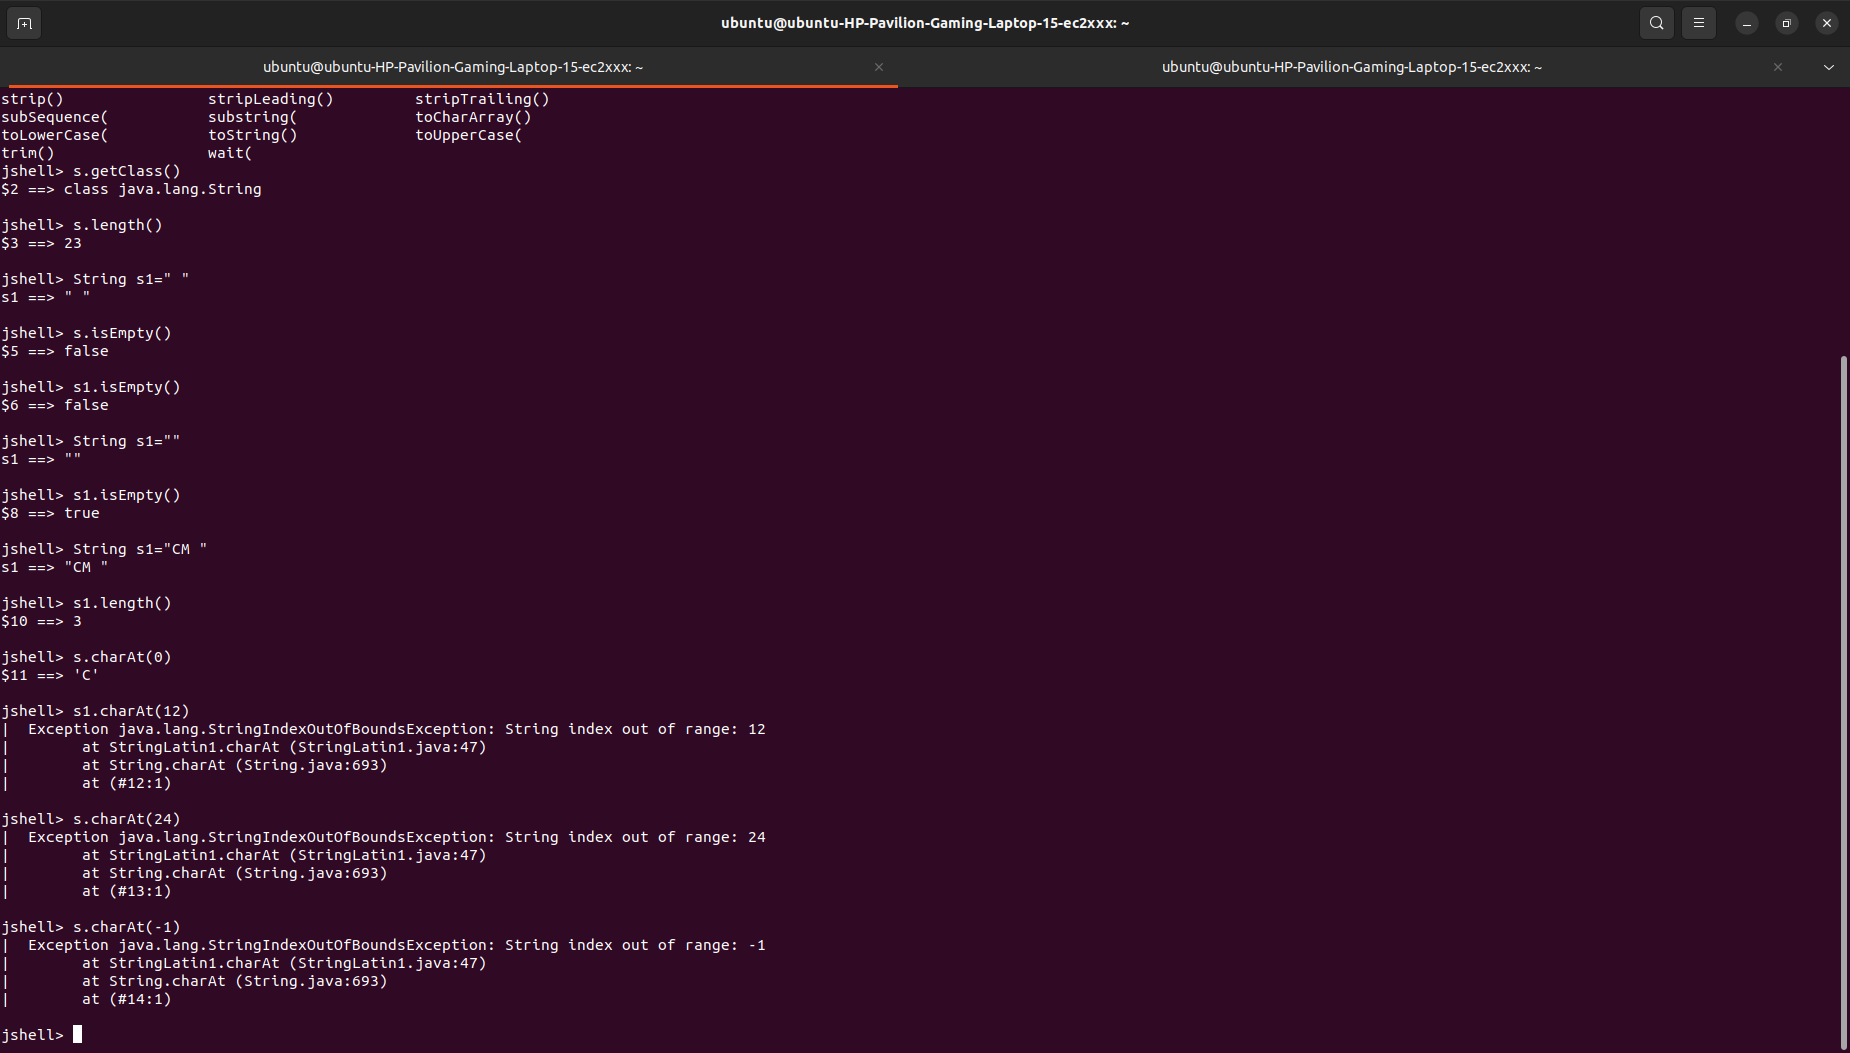 ubuntu@ubuntu-HP-Pavilion-Gaming-Laptop-15-ec2xxx: ~
ubuntu@ubuntu-HP-Pavilion-Gaming-Laptop-15-ec2xxx: ~ ubuntu@ubuntu-HP-Pavilion-Gaming-Laptop-15-ec2xxx: ~
strip() stripLeading() stripTrailing()
subSequence( substring( toCharArray()
toLowerCase( toString() toUpperCase(
trim() wait(
jshell> s.getClass()
$2 ==> class java.lang.String
jshell> s.length()
$3 ==> 23
jshell> String s1=" "
s1 ==> " "
jshell> s.isEmpty()
$5 ==> false
jshell> s1.isEmpty()
$6 ==> false
jshell> String s1=""
s1 ==> ""
jshell> s1.isEmpty()
$8 ==> true
jshell> String s1="CM "
s1 ==> "CM "
jshell> s1.length()
$10 ==> 3
jshell> s.charAt(0)
$11 ==> 'C'
jshell> s1.charAt(12)
| Exception java.lang.StringIndexOutOfBoundsException: String index out of range: 12
| at StringLatin1.charAt (StringLatin1.java:47)
| at String.charAt (String.java:693)
| at (#12:1)
jshell> s.charAt(24)
| Exception java.lang.StringIndexOutOfBoundsException: String index out of range: 24
| at StringLatin1.charAt (StringLatin1.java:47)
| at String.charAt (String.java:693)
| at (#13:1)
jshell> s.charAt(-1)
| Exception java.lang.StringIndexOutOfBoundsException: String index out of range: -1
| at StringLatin1.charAt (StringLatin1.java:47)
| at String.charAt (String.java:693)
| at (#14:1)
jshell>